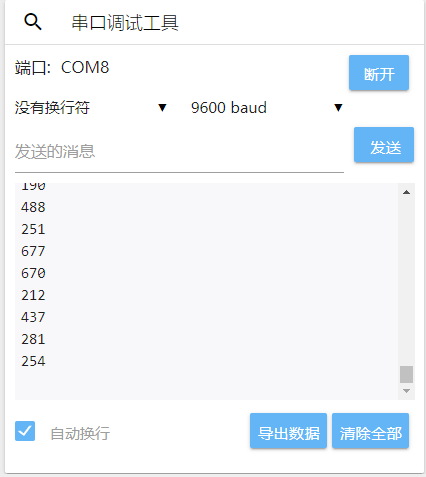 串口调试工具
端口: COM8
断开
没有换行符 ▼ 9600 baud ▼
发送的消息
发送
190
488
251
677
670
212
437
281
254
自动换行
导出数据
清除全部